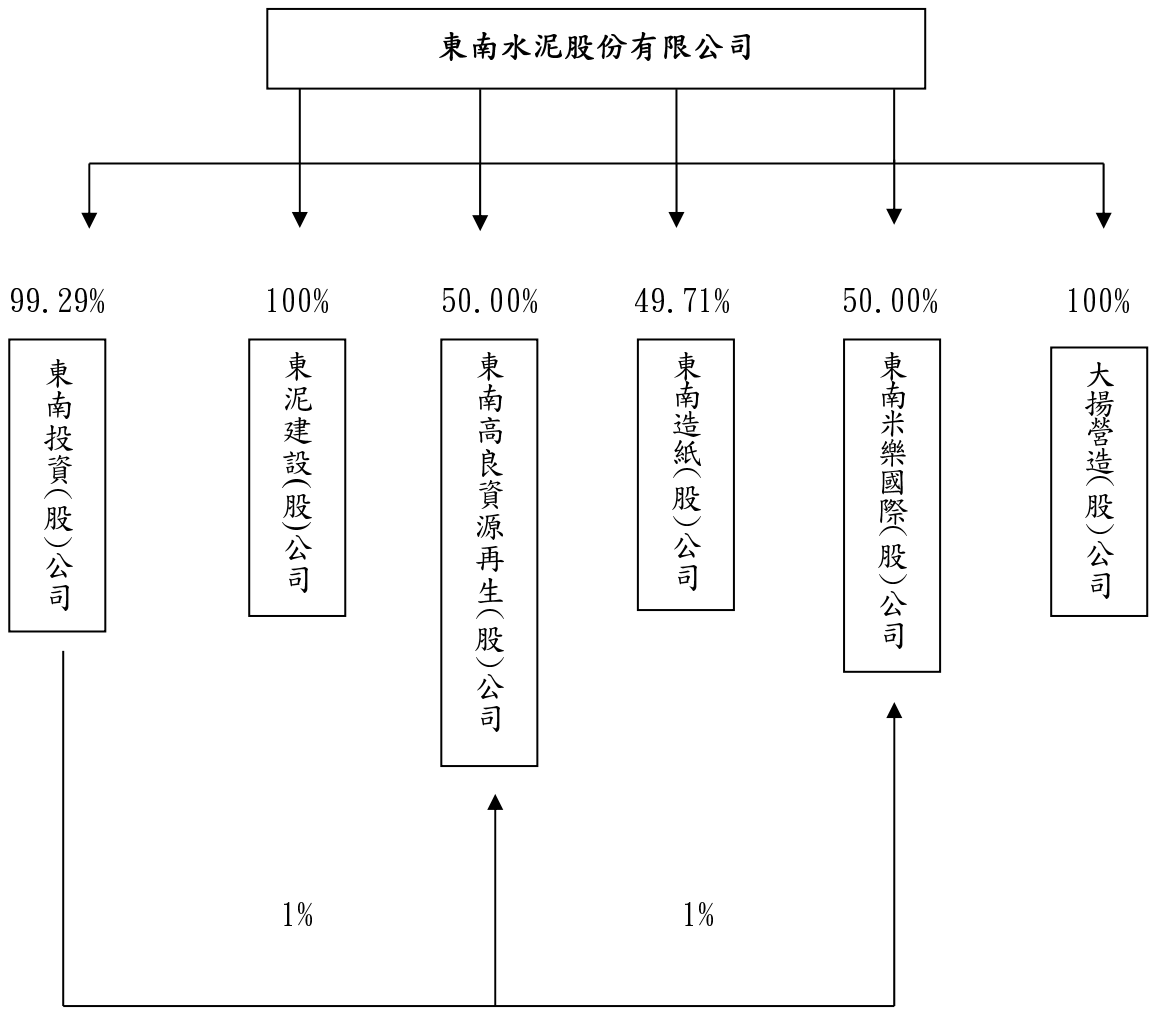 東南水泥股份有限公司
99.29%
100%
50.00%
49.71%
50.00%
100%
東南投資(股)公司
東泥建設(股)公司
東南高良資源再生(股)公司
東南造紙(股)公司
東南米樂國際(股)公司
大揚營造(股)公司
1%
1%